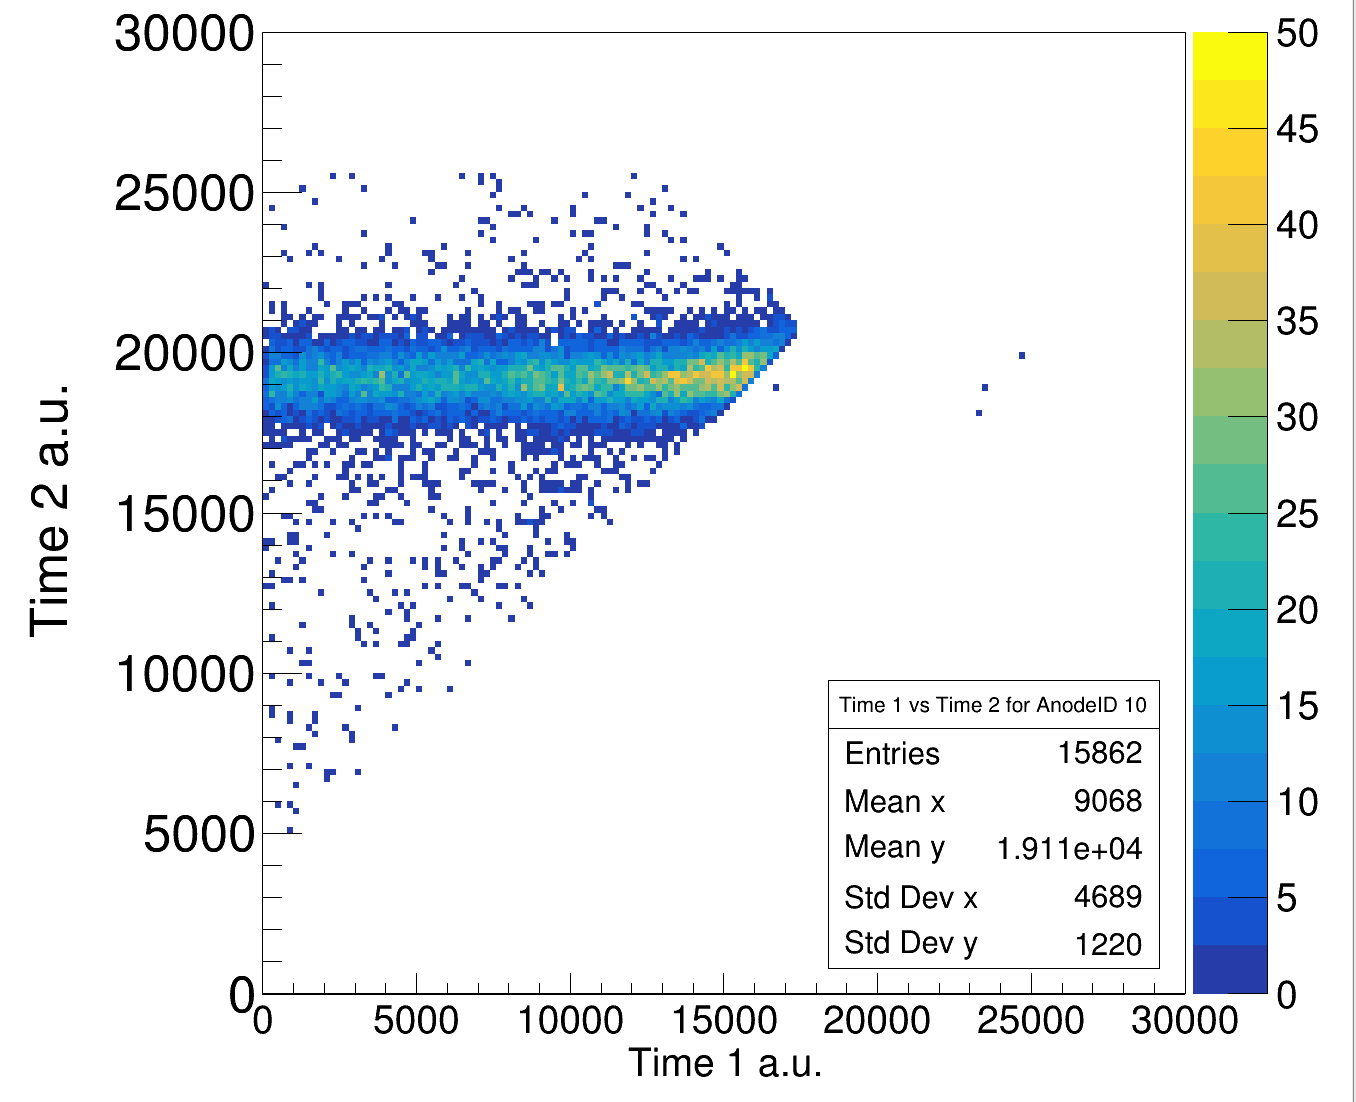 30000
25000
20000
15000
10000
5000
0
Time 2 a.u.
0 5000 10000 15000 20000 25000 30000
Time 1 a.u.
Time 1 vs Time 2 for AnodeID 10
Entries 15862
Mean x 9068
Mean y 1.911e+04
Std Dev x 4689
Std Dev y 1220
50
45
40
35
30
25
20
15
10
5
0